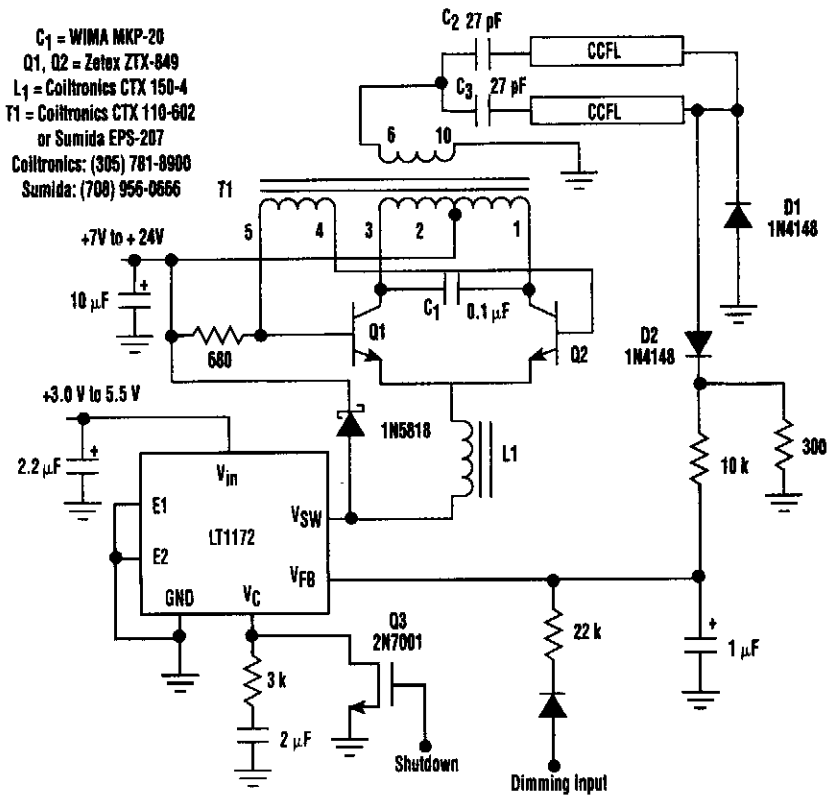 C1 = WIMA MKP-20
Q1, Q2 = Zetex ZTX-849
L1 = Coiltronics CTX 150-4
T1 = Coiltronics CTX 110-602
or Sumida EPS-207
Coiltronics: (305) 781-8900
Sumida: (708) 956-0666
C2 27 pF
CCFL
C3 27 pF
CCFL
6 10
T1
5 4 3 2 1
D1
1N4148
+7V to + 24V
10 µF
680
Q1
C1 0.1 µF
Q2
D2
1N4148
+3.0 V to 5.5 V
1N5818
L1
10 k
300
2.2 µF
Vin
E1
VSW
LT1172
E2
VFB
GND VC
Q3
2N7001
22 k
1 µF
3 k
2 µF
Shutdown
Dimming Input